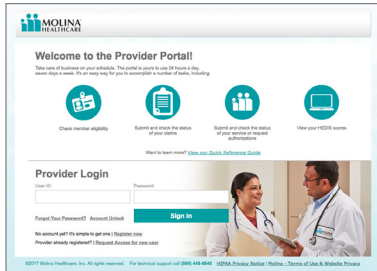 MOLINA
HEALTHCARE
Welcome to the Provider Portal!
Take care of business on your schedule. The portal is yours to use 24 hours a day,
seven days a week. It's an easy way for you to accomplish a number of tasks, including:
Check member eligibility
Submit and check the status
of your claims
Submit and check the status
of your service or request
authorizations
View your HEDIS scores
Want to learn more? View our Quick Reference Guide
Provider Login
User ID:
Password:
Forgot Your Password? Account Unlock
Sign In
No account yet? It's simple to get one | Register now
Provider already registered? | Request Access for new user
©2017 Molina Healthcare, Inc. All rights reserved. For technical support call (866) 449-6848 HIPAA Privacy Notice | Molina - Terms of Use & Website Privacy